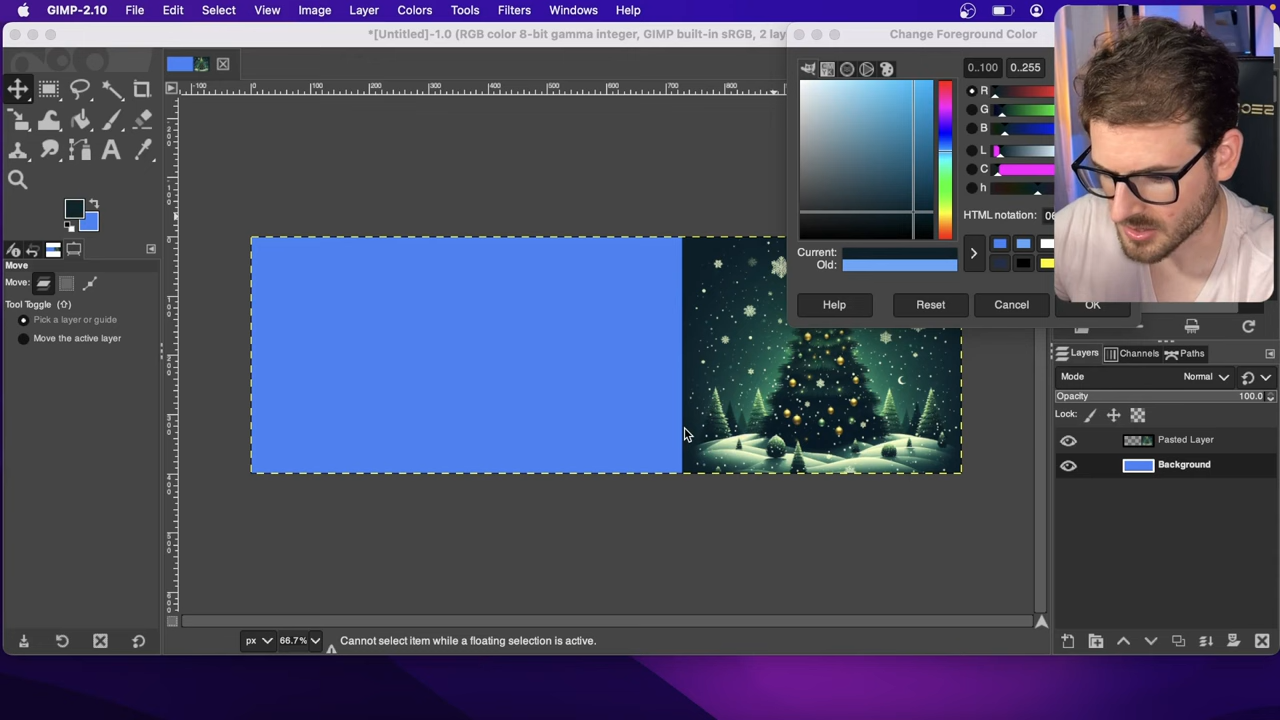 GIMP-2.10 File Edit Select View Image Layer Colors Tools Filters Windows Help
*[Untitled]-1.0 (RGB color 8-bit gamma integer, GIMP built-in sRGB, 2 lay
Change Foreground Color
0..100 0..255
R
G
B
L
C
h
HTML notation:
Current:
Old:
Help Reset Cancel OK
Move
Move:
Tool Toggle (⇧)
Pick a layer or guide
Move the active layer
Layers Channels Paths
Mode Normal
Opacity 100.0
Lock:
Pasted Layer
Background
px 66.7% Cannot select item while a floating selection is active.